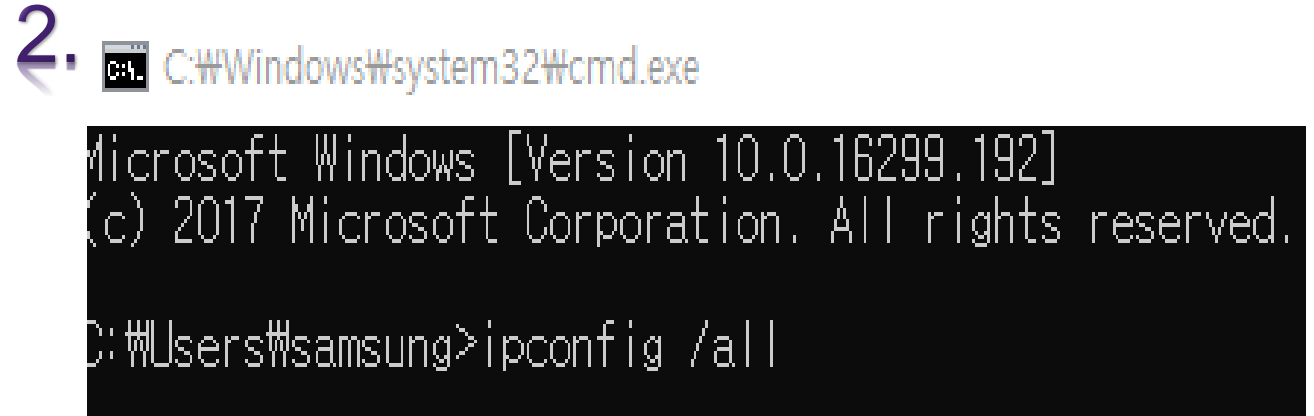 2.
C:₩Windows₩system32₩cmd.exe
Microsoft Windows [Version 10.0.16299.192]
(c) 2017 Microsoft Corporation. All rights reserved.
C:₩Users₩samsung>ipconfig /all